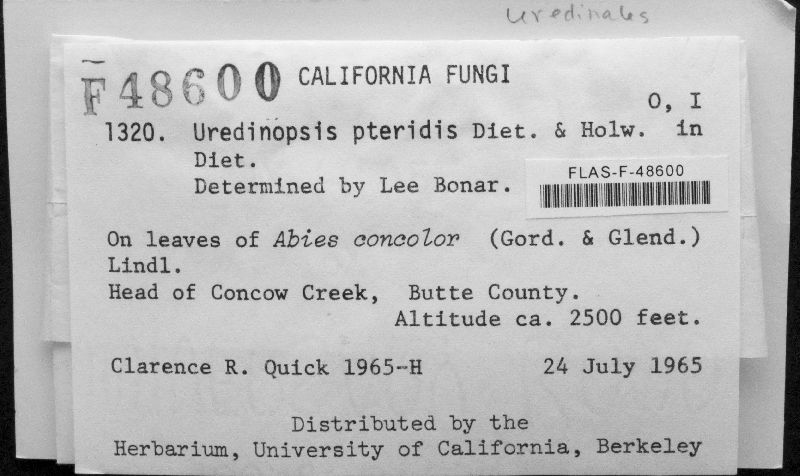 uredinales
F48600 CALIFORNIA FUNGI
O, I
1320. Uredinopsis pteridis Diet. & Holw. in
Diet.
Determined by Lee Bonar.
FLAS-F-48600
On leaves of Abies concolor (Gord. & Glend.)
Lindl.
Head of Concow Creek, Butte County.
Altitude ca. 2500 feet.
Clarence R. Quick 1965-H 24 July 1965
Distributed by the
Herbarium, University of California, Berkeley